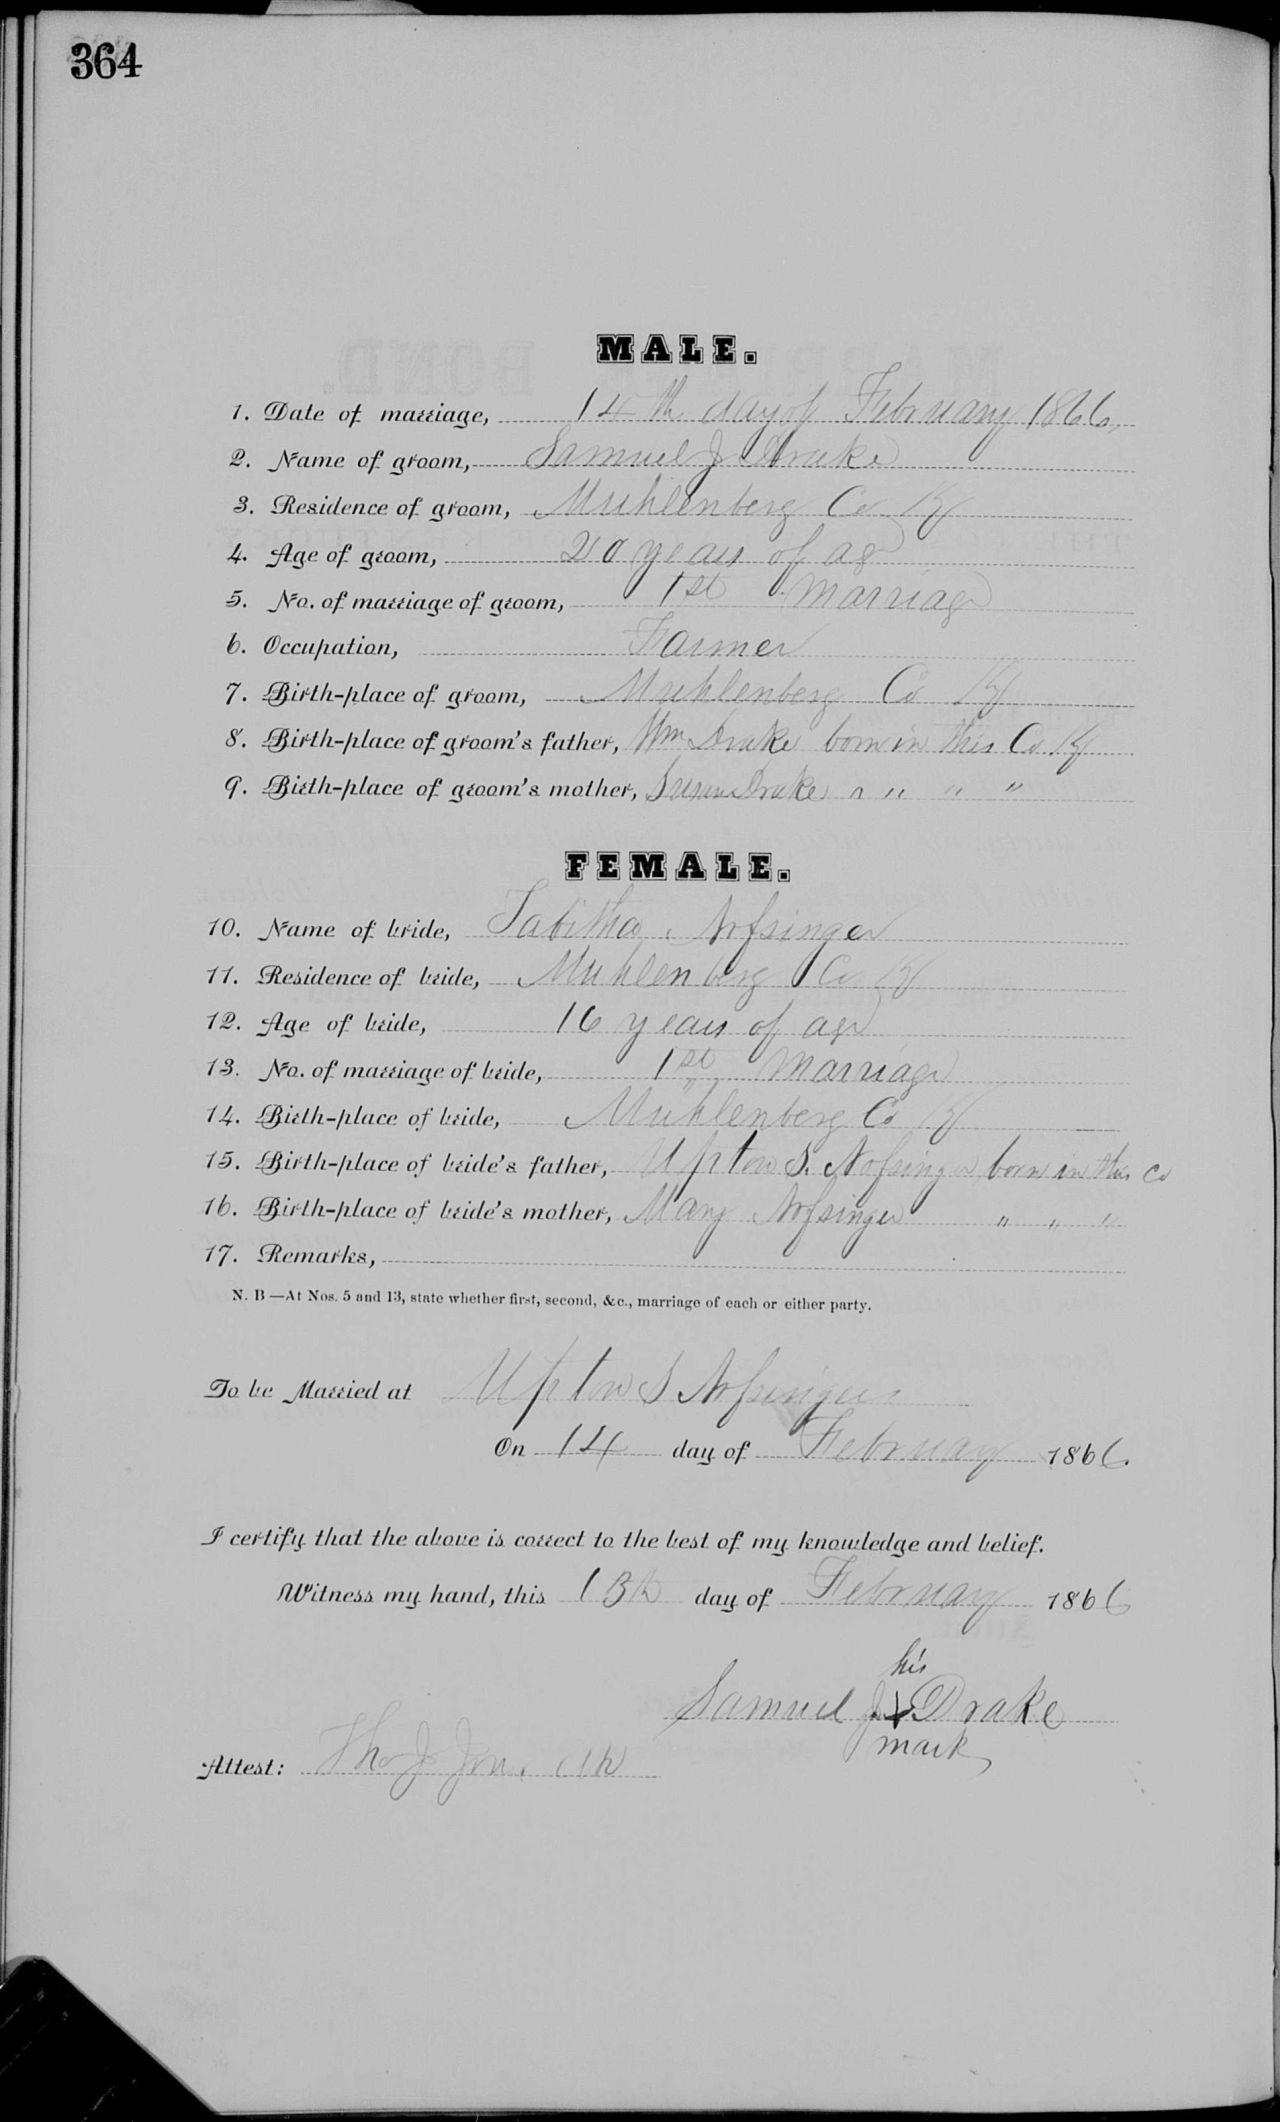 364
MALE.
1. Date of marriage, 14th day of February 1866,
2. Name of groom, Samuel J Drake
3. Residence of groom, Muhlenberg Co Ky
4. Age of groom, 20 years of age
5. No. of marriage of groom, 1st Marriage
6. Occupation, Farmer
7. Birth-place of groom, Muhlenberg Co Ky
8. Birth-place of groom's father, Wm Drake born in this Co Ky
9. Birth-place of groom's mother, Susan Drake " " " "
FEMALE.
10. Name of bride, Tabitha Nofsinger
11. Residence of bride, Muhlenberg Co Ky
12. Age of bride, 16 years of age
13. No. of marriage of bride, 1st Marriage
14. Birth-place of bride, Muhlenberg Co Ky
15. Birth-place of bride's father, Upton S. Nofsinger born in this Co
16. Birth-place of bride's mother, Mary Nofsinger " " "
17. Remarks,
N. B —At Nos. 5 and 13, state whether first, second, &c., marriage of each or either party.
To be Married at Upton S Nofsingers
On 14 day of February 1866.
I certify that the above is correct to the best of my knowledge and belief.
Witness my hand, this 13th day of February 1866
his
Samuel J + Drake
mark
Attest: Tho J